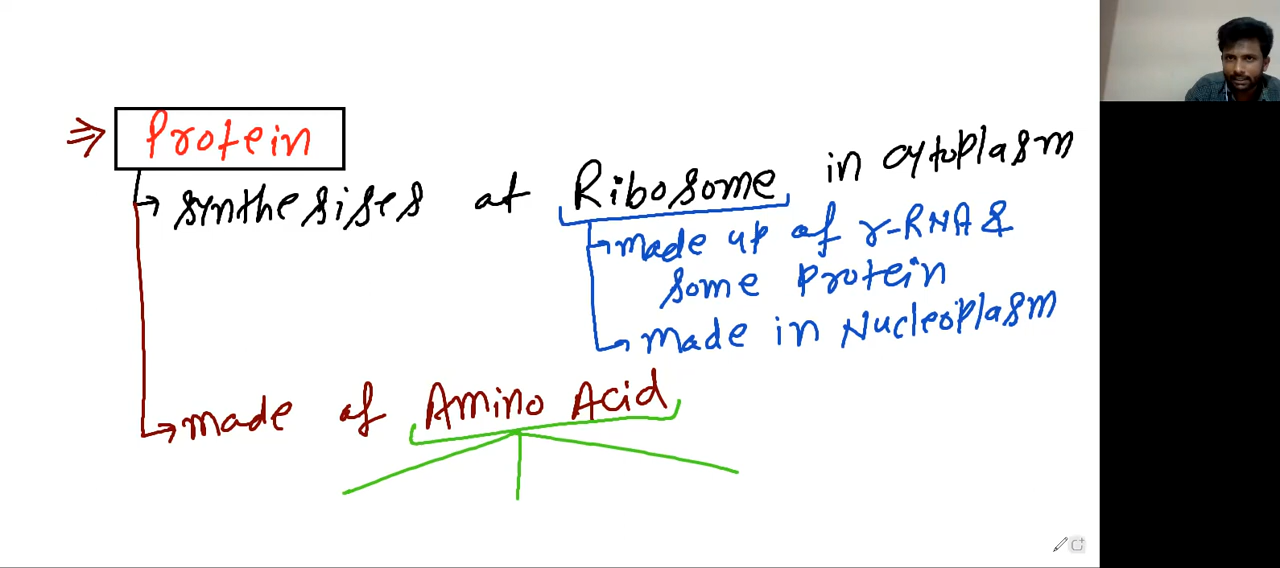 ⇒ Protein
→ synthesises at Ribosome in cytoplasm
→ made up of r-RNA &
some protein
→ made in Nucleoplasm
→ made of Amino Acid